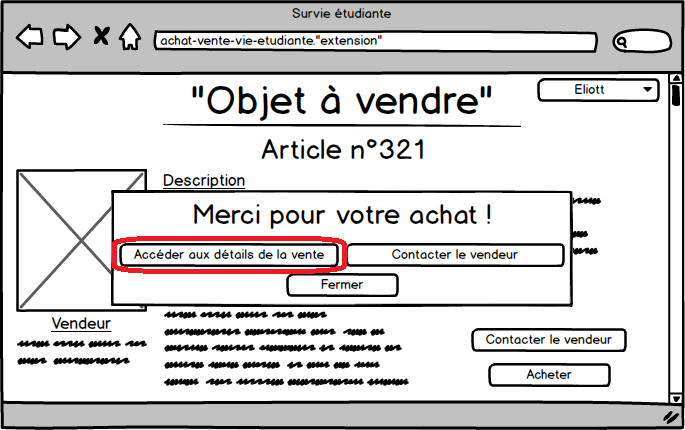 Survie étudiante
achat-vente-vie-etudiante."extension"
"Objet à vendre"
Eliott
Article n°321
Description
Merci pour votre achat !
Accéder aux détails de la vente
Contacter le vendeur
Fermer
Vendeur
Contacter le vendeur
Acheter